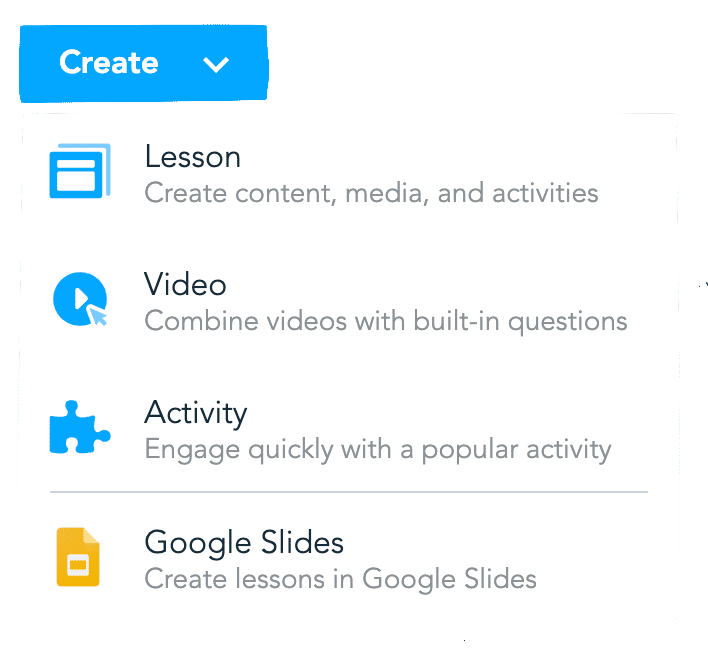 Create
Lesson
Create content, media, and activities
Video
Combine videos with built-in questions
Activity
Engage quickly with a popular activity
Google Slides
Create lessons in Google Slides